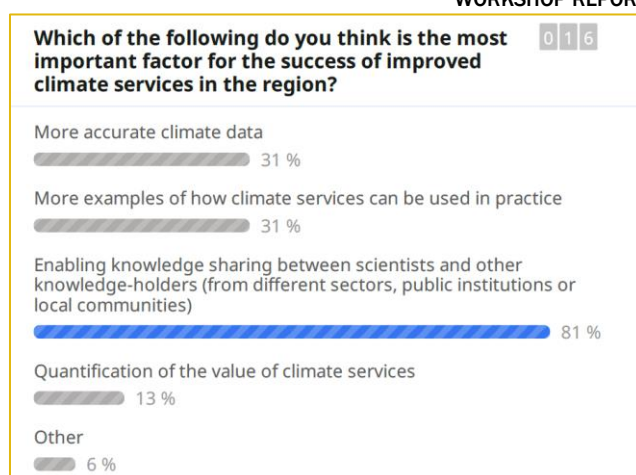 WORKSHOP REPOR
Which of the following do you think is the most
0 1 6
important factor for the success of improved
climate services in the region?
More accurate climate data
31 %
More examples of how climate services can be used in practice
31 %
Enabling knowledge sharing between scientists and other
knowledge-holders (from different sectors, public institutions or
local communities)
81 %
Quantification of the value of climate services
13 %
Other
6 %